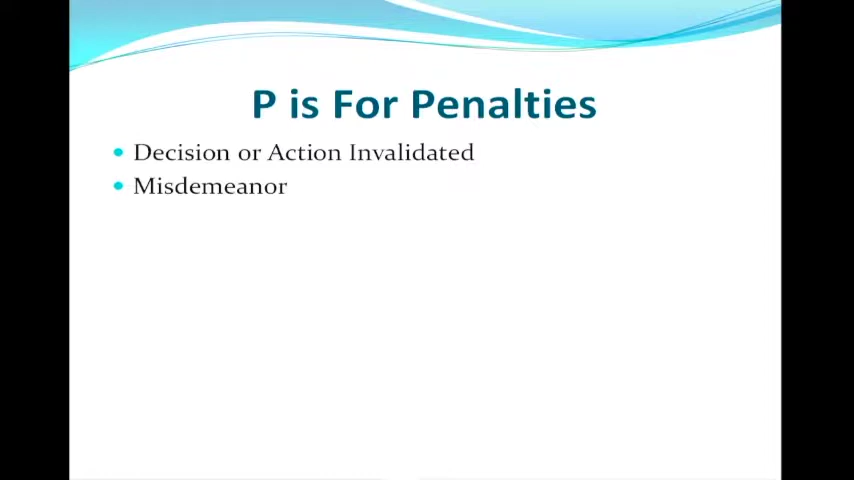 P is For Penalties
Decision or Action Invalidated
Misdemeanor